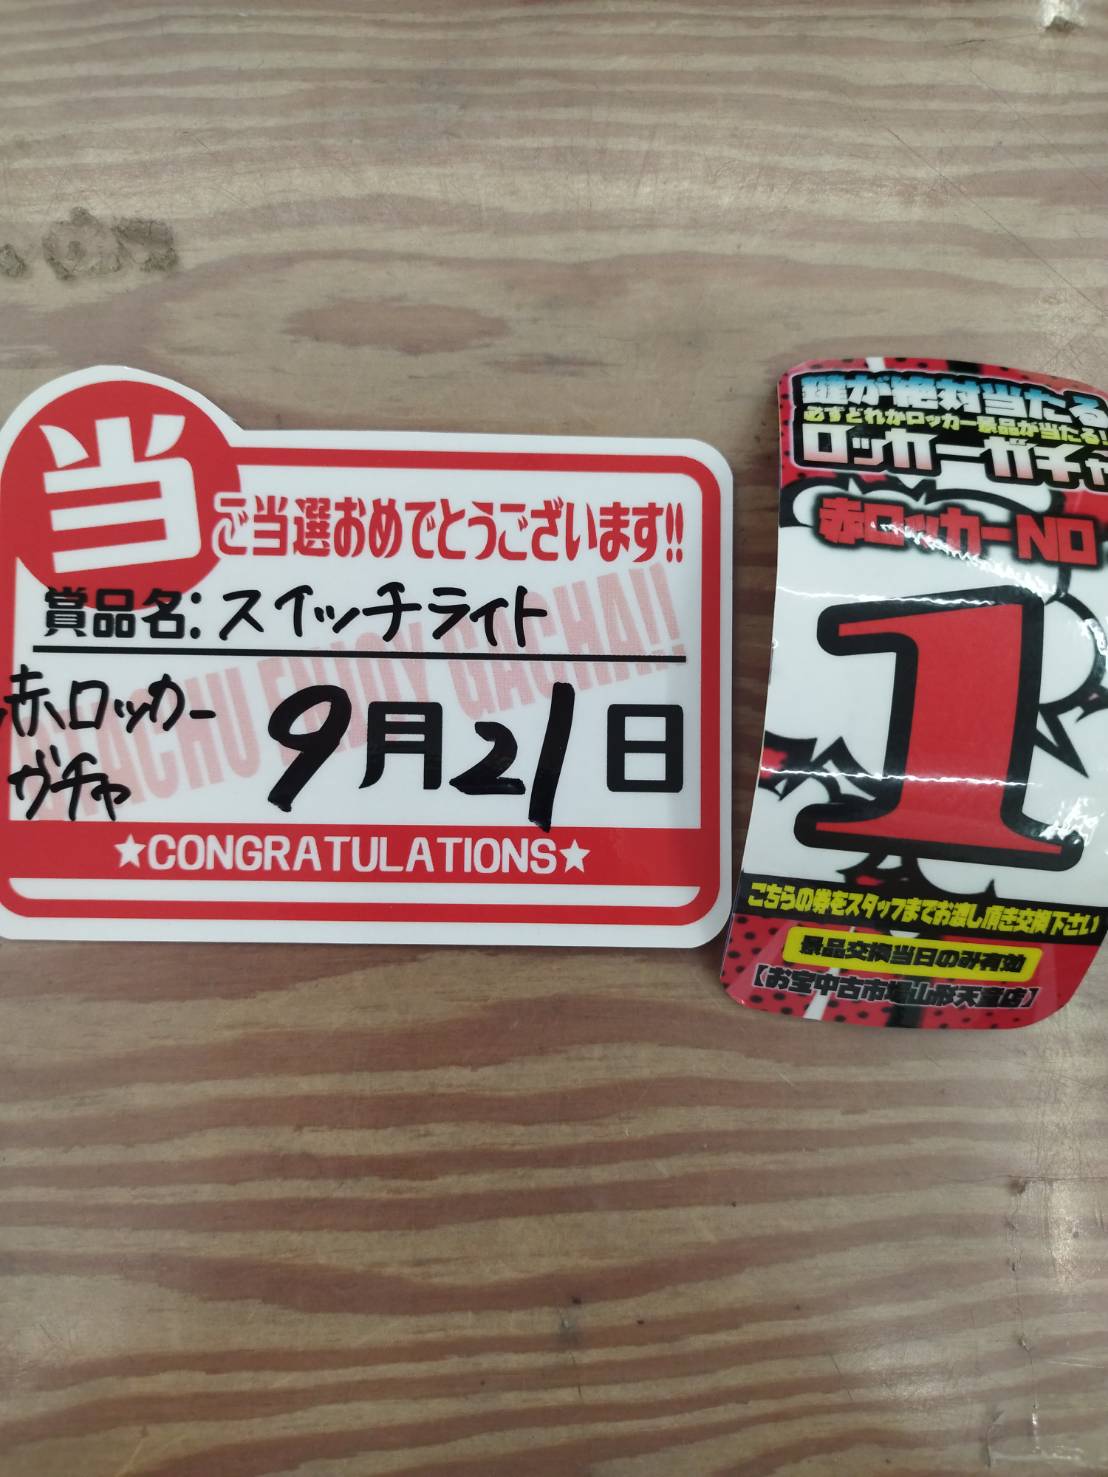 当
ご当選おめでとうございます!!
賞品名:スイッチライト
赤ロッカー
ガチャ
9月21日
ENJOY GACHA!!
★CONGRATULATIONS★
鍵が絶対当たる
必ずどれかロッカー景品が当たる!
ロッカーガチャ
赤ロッカーNO
1
こちらの券をスタッフまでお渡し頂き交換下さい
景品交換当日のみ有効
【お宝中古市場山形天童店】